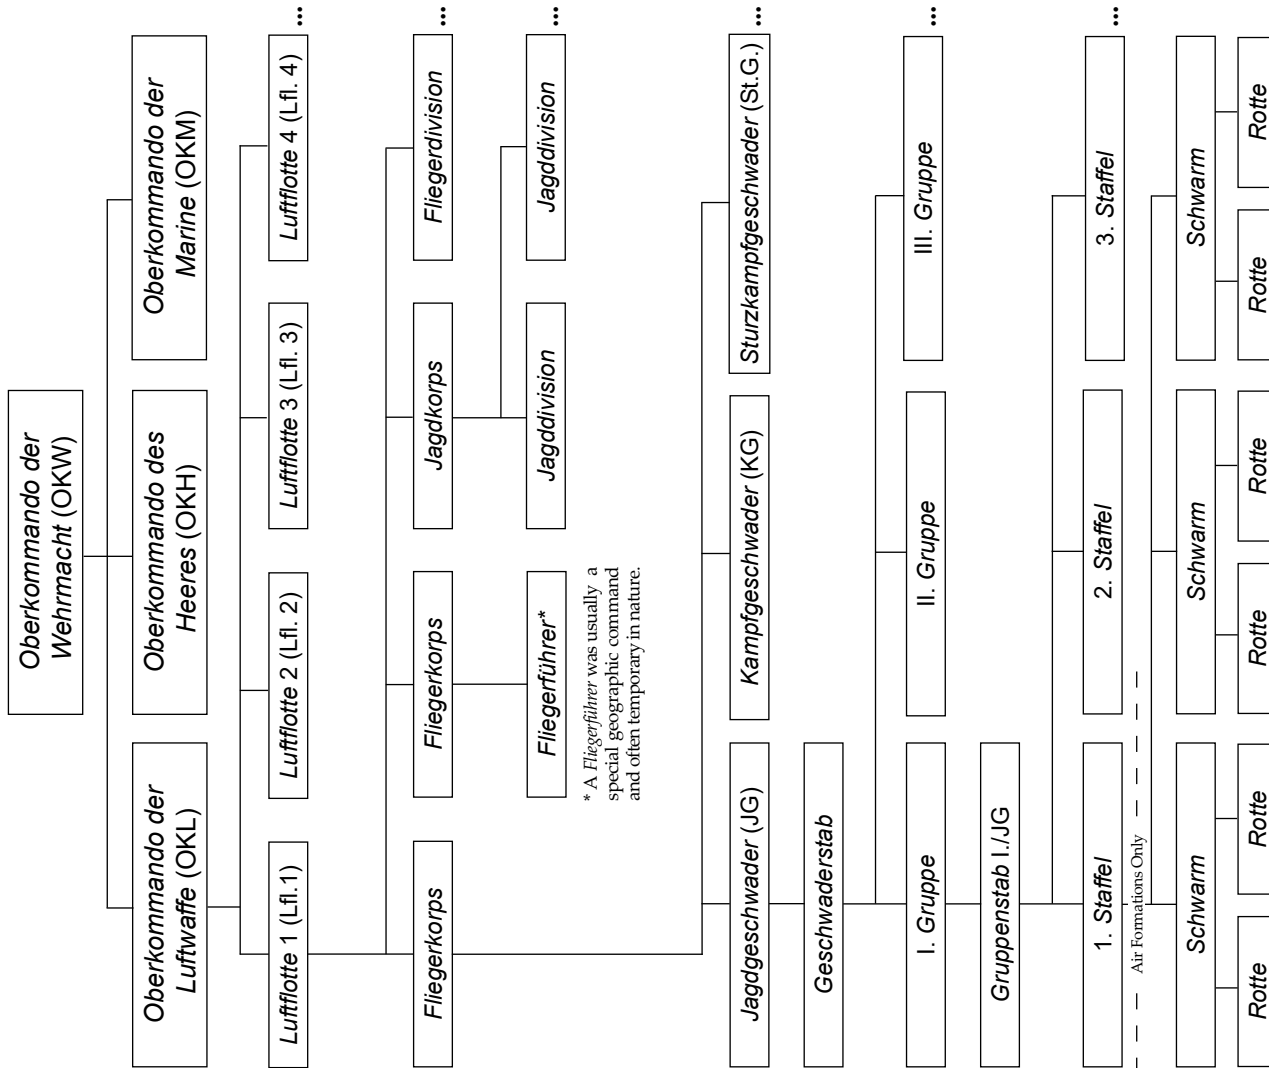 Oberkommando der
Wehrmacht (OKW)
Oberkommando der
Luftwaffe (OKL)
Oberkommando des
Heeres (OKH)
Oberkommando der
Marine (OKM)
Luftflotte 1 (Lfl.1)
Luftflotte 2 (Lfl. 2)
Luftflotte 3 (Lfl. 3)
Luftflotte 4 (Lfl. 4)
...
Fliegerkorps
Fliegerkorps
Jagdkorps
Fliegerdivision
...
Fliegerführer*
Jagddivision
Jagddivision
...
* A Fliegerführer was usually a
special geographic command
and often temporary in nature.
Jagdgeschwader (JG)
Kampfgeschwader (KG)
Sturzkampfgeschwader (St.G.)
...
Geschwaderstab
I. Gruppe
II. Gruppe
III. Gruppe
...
Gruppenstab I./JG
1. Staffel
2. Staffel
3. Staffel
...
Air Formations Only
Schwarm
Schwarm
Schwarm
Rotte
Rotte
Rotte
Rotte
Rotte
Rotte